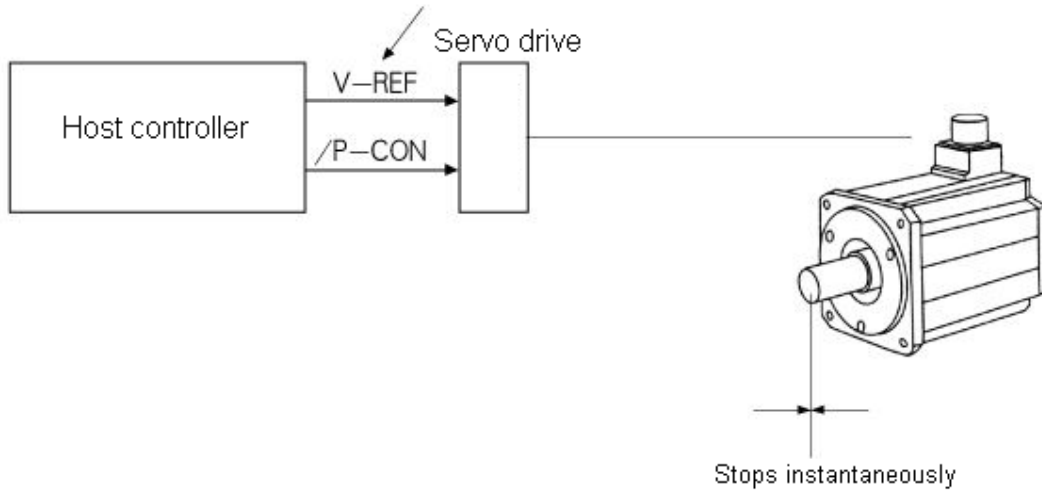 Servo drive
V-REF
Host controller
/P-CON
Stops instantaneously